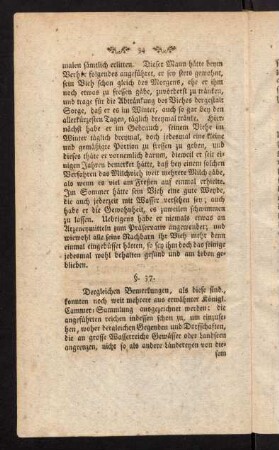 54
malen sämtlich erlitten. Dieser Mann hätte beym
Verhör folgendes angeführet, er sey stets gewohnt,
sein Vieh schon gleich des Morgens, ehe er ihm
noch etwas zu fressen gäbe, zuvörderst zu tränken,
und trage für die Abtränkung des Viehes dergestalt
Sorge, daß er es im Winter, auch so gar bey den
allerkürzesten Tagen, täglich dreymal tränke. Hier-
nächst habe er im Gebrauch, seinem Viehe im
Winter täglich dreymal, doch jedesmal eine kleine
und gemäßigte Portion zu fressen zu geben, und
dieses thäte er vornemlich darum, dieweil er seit ei-
nigen Jahren bemerket hätte, daß bey einem solchen
Verfahren das Milchvieh weit mehrere Milch gäbe,
als wenn es viel am Fressen auf einmal erhielte.
Im Sommer hätte sein Vieh eine gute Weyde,
die auch jederzeit mit Wasser versehen sey; auch
habe er die Gewohnheit, es zuweilen schwimmen
zu lassen. Uebrigens habe er niemals etwas an
Arzeneymitteln zum Präservativ angewendet; und
wiewohl alle seine Nachbarn ihr Vieh mehr denn
einmal eingebüsset hätten, so sey ihm doch das seinige
jedesmal wohl behalten gesund und am Leben ge-
blieben.
§. 77.
Dergleichen Bemerkungen, als diese sind,
konnten noch weit mehrere aus erwähnter Königl.
Cammer-Sammlung ausgezeichnet werden: die
angeführten reichen indessen schon zu, um einzuse-
hen, woher dergleichen Gegenden und Dorfschaften,
die an grosse Wasserreiche Gewässer oder Landseen
angrenzen, nicht so als andere Ländereyen von die-
sem